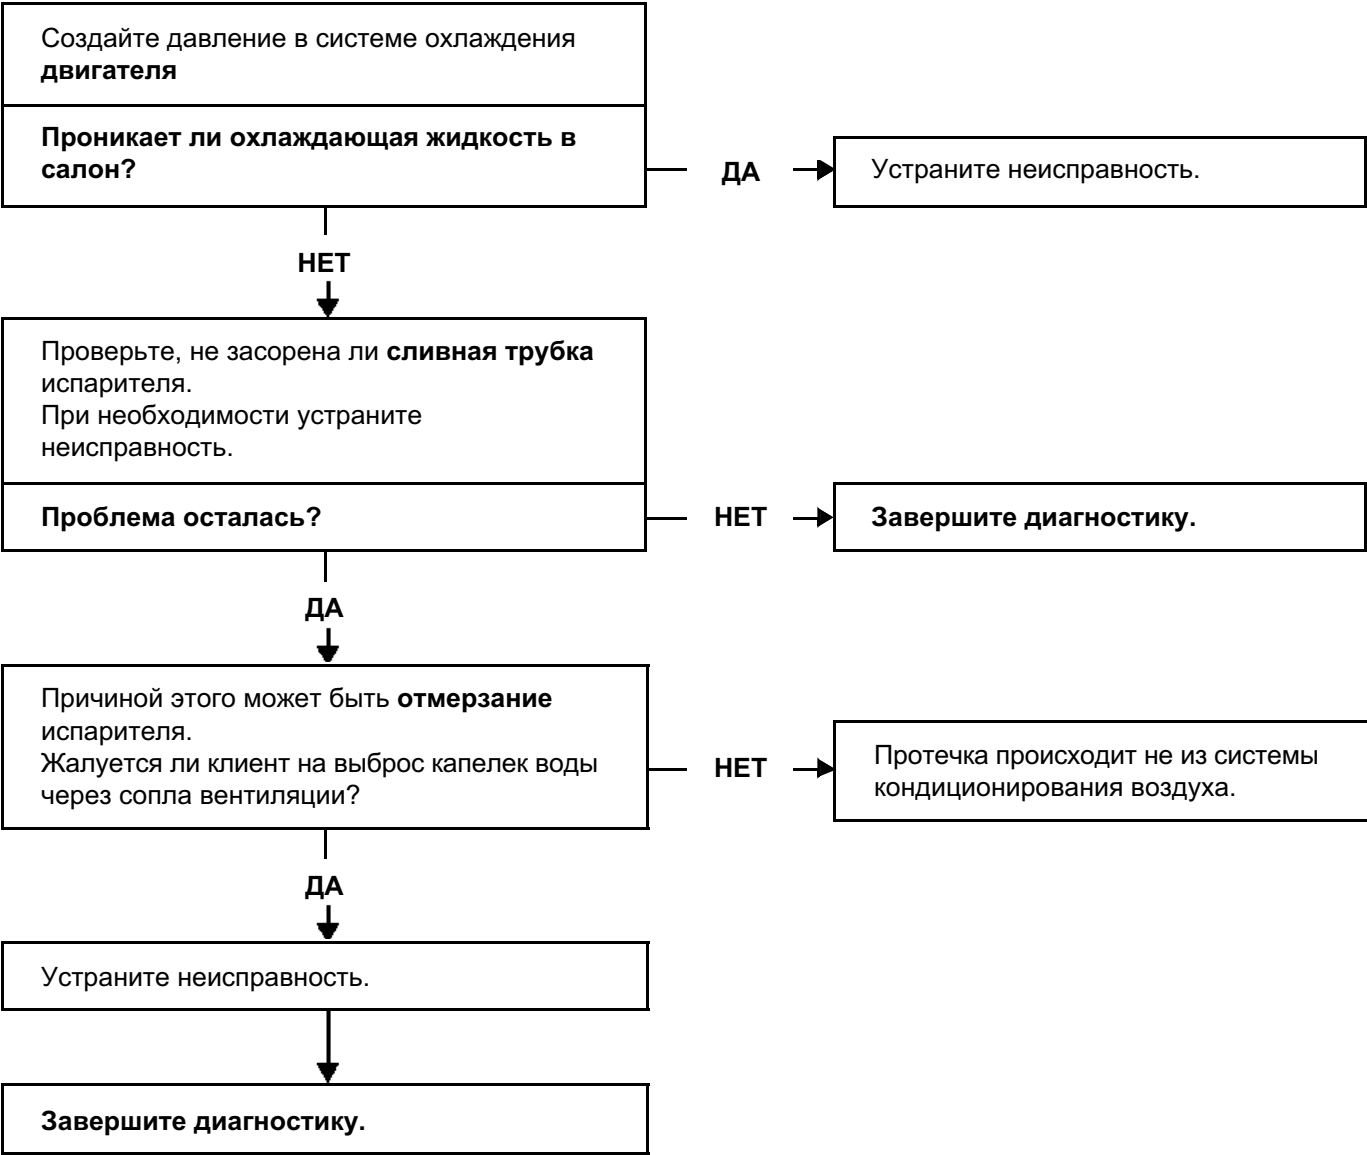 Создайте давление в системе охлаждения
двигателя
Проникает ли охлаждающая жидкость в
салон?
ДА
Устраните неисправность.
НЕТ
Проверьте, не засорена ли сливная трубка
испарителя.
При необходимости устраните
неисправность.
Проблема осталась?
НЕТ
Завершите диагностику.
ДА
Причиной этого может быть отмерзание
испарителя.
Жалуется ли клиент на выброс капелек воды
через сопла вентиляции?
НЕТ
Протечка происходит не из системы
кондиционирования воздуха.
ДА
Устраните неисправность.
Завершите диагностику.